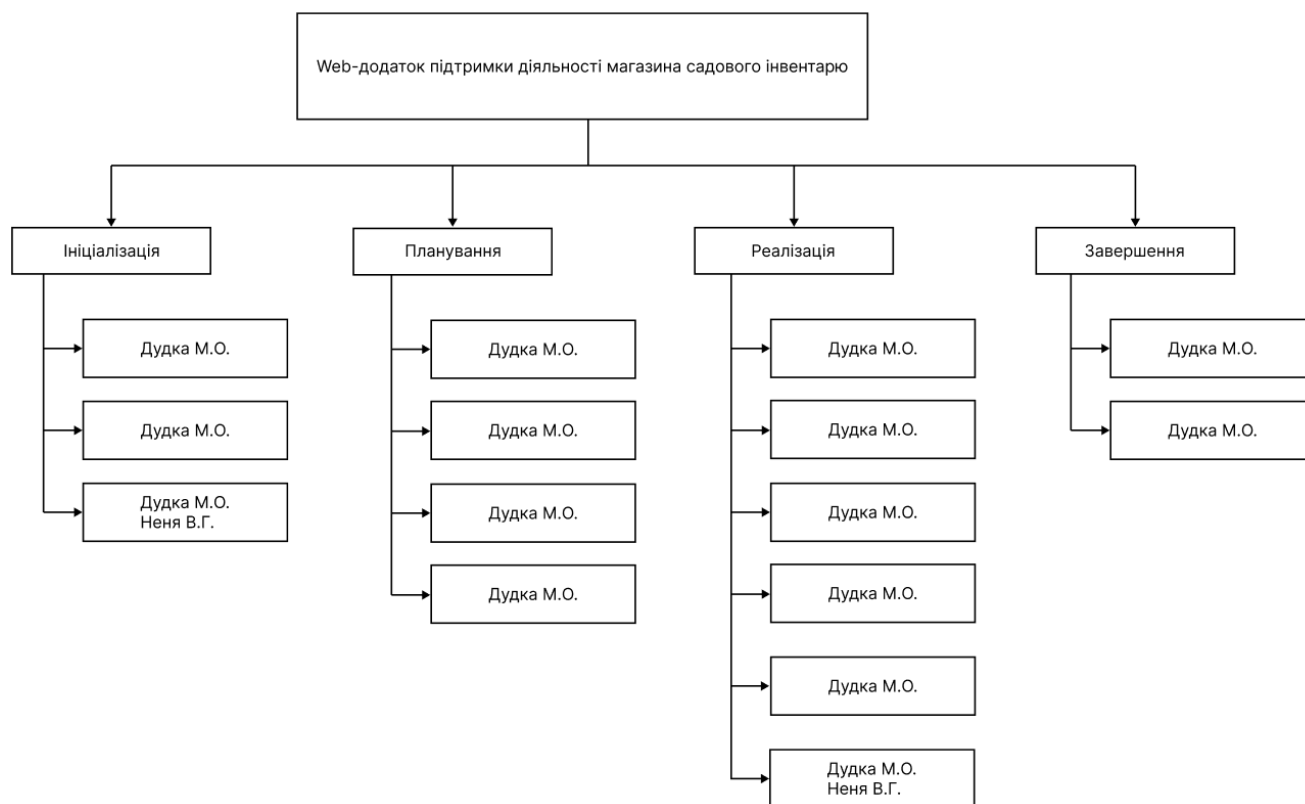 Web-додаток підтримки діяльності магазина садового інвентарю
Ініціалізація
Дудка М.О.
Дудка М.О.
Дудка М.О.
Неня В.Г.
Планування
Дудка М.О.
Дудка М.О.
Дудка М.О.
Дудка М.О.
Реалізація
Дудка М.О.
Дудка М.О.
Дудка М.О.
Дудка М.О.
Дудка М.О.
Дудка М.О.
Неня В.Г.
Завершення
Дудка М.О.
Дудка М.О.